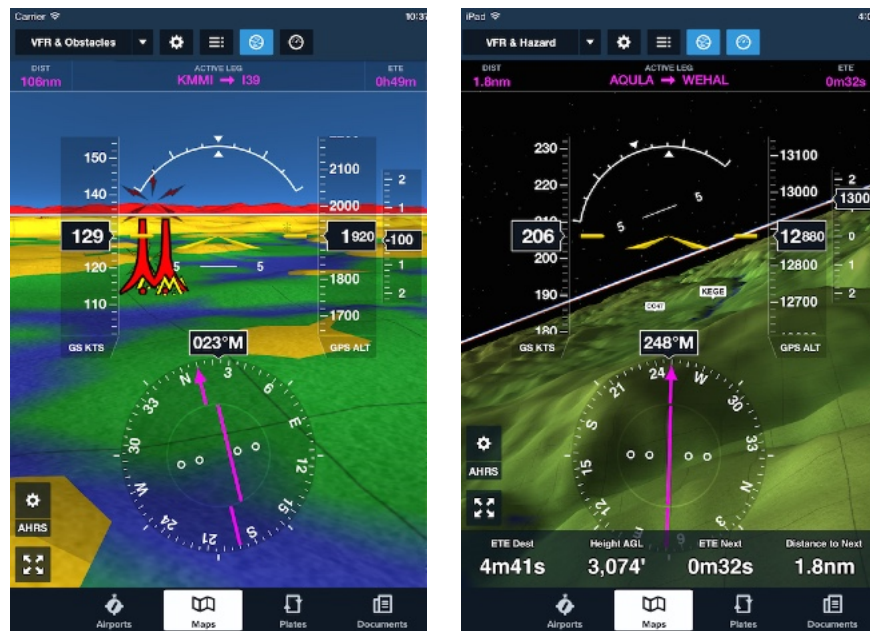 Carrier
10:37
VFR & Obstacles
DIST
ACTIVE LEG
ETE
106nm
KMMI → I39
0h49m
150
140
129
120
110
GS KTS
2100
2000
1920
1800
1700
GPS ALT
2
1
-100
1
2
5 5
023°M
N 3 6 E 12 15 S 21 24 W 30 33
AHRS
Airports
Maps
Plates
Documents
iPad
4:0
VFR & Hazard
DIST
ACTIVE LEG
ETE
1.8nm
AQULA → WEHAL
0m32s
230
220
210
206
200
190
180
GS KTS
13100
13000
12880
12800
12700
GPS ALT
2
1300
0
1
2
5 5
KEGE
248°M
24 W 30 33 N 3 6 E 15 S 21
AHRS
ETE Dest
Height AGL
ETE Next
Distance to Next
4m41s
3,074'
0m32s
1.8nm
Airports
Maps
Plates
Documents